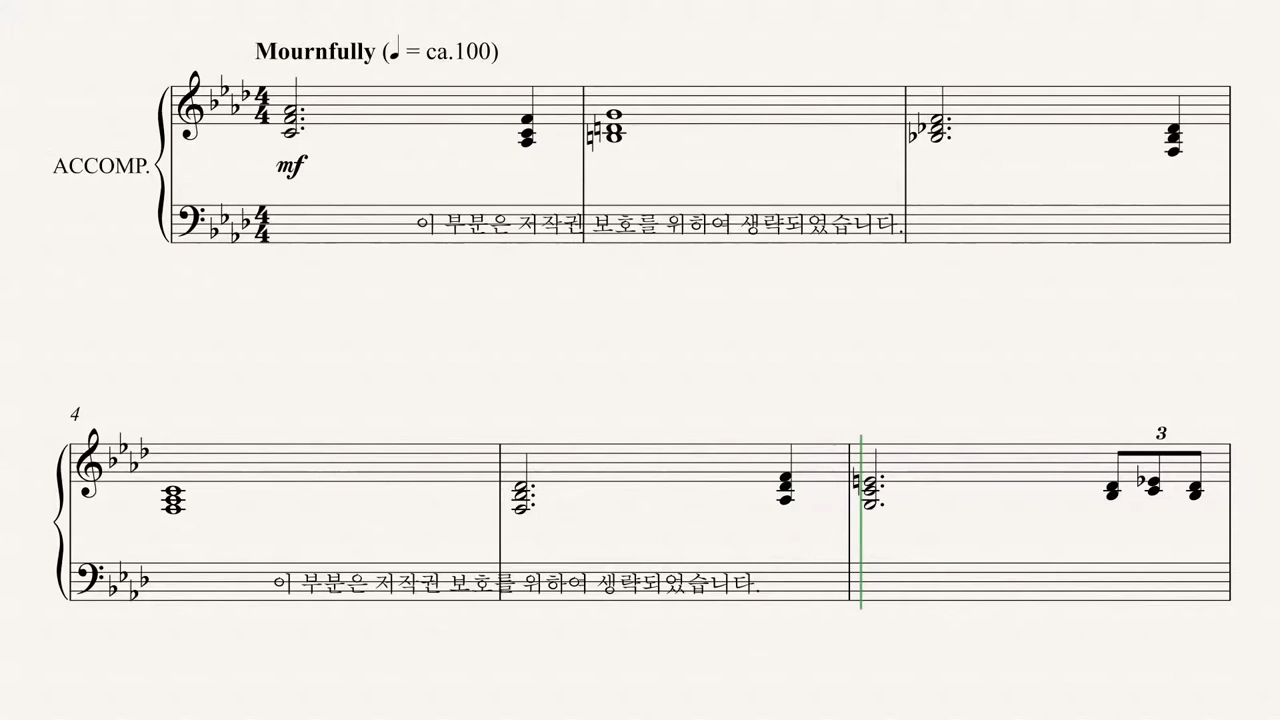 Mournfully (♩ = ca.100)
ACCOMP.
mf
이 부분은 저작권 보호를 위하여 생략되었습니다.
4
3
이 부분은 저작권 보호를 위하여 생략되었습니다.